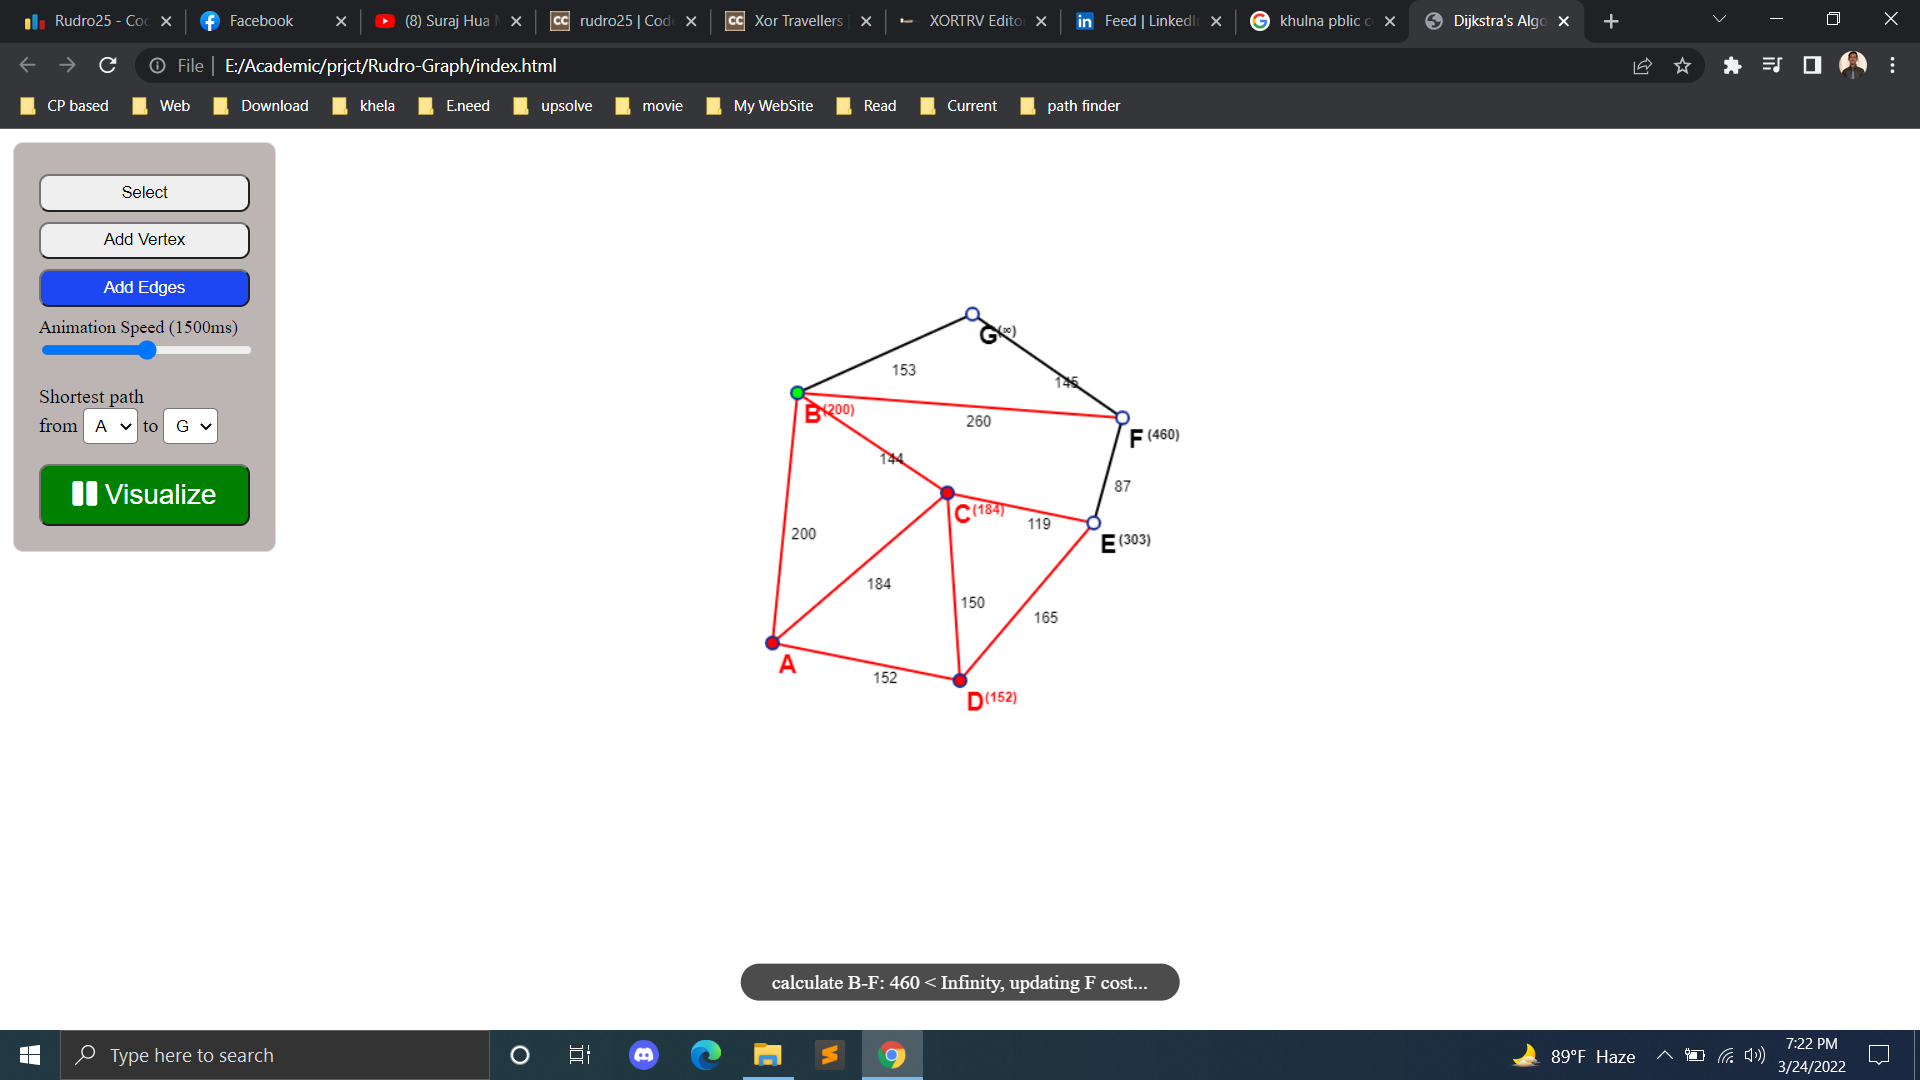 Rudro25 - Coc
Facebook
(8) Suraj Hua
rudro25 | Cod
CC
Xor Travellers
CC
XORTRV Edito
Feed | LinkedI
in
khulna pblic c
Dijkstra's Algo
File
E:/Academic/prjct/Rudro-Graph/index.html
CP based
Web
Download
khela
E.need
upsolve
movie
My WebSite
Read
Current
path finder
Select
Add Vertex
Add Edges
Animation Speed (1500ms)
Shortest path
from A to G
Visualize
G(∞)
153
145
B(200)
260
F(460)
144
87
C(184)
119
E(303)
200
184
150
165
A
152
D(152)
calculate B-F: 460 < Infinity, updating F cost...
Type here to search
89°F Haze
7:22 PM
3/24/2022